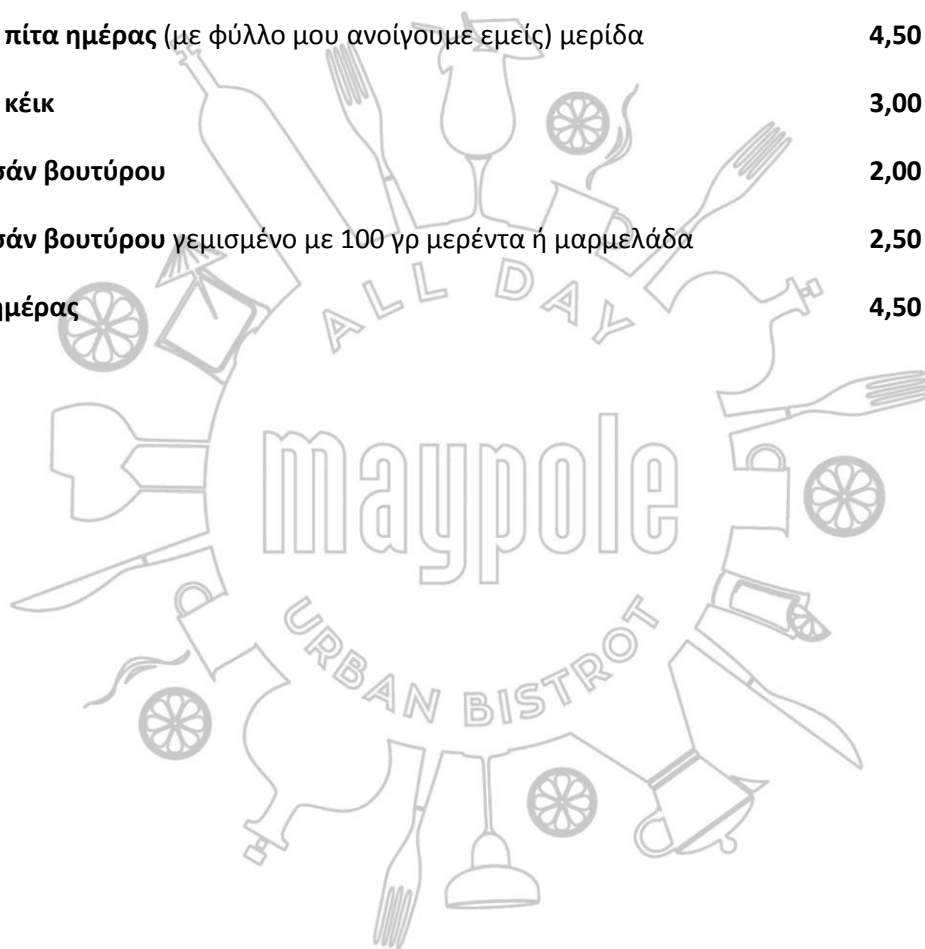 πίτα ημέρας (με φύλλο μου ανοίγουμε εμείς) μερίδα 4,50
κέικ 3,00
σάν βουτύρου 2,00
σάν βουτύρου γεμισμένο με 100 γρ μερέντα ή μαρμελάδα 2,50
ημέρας 4,50
ALL DAY
maypole
URBAN BISTROT